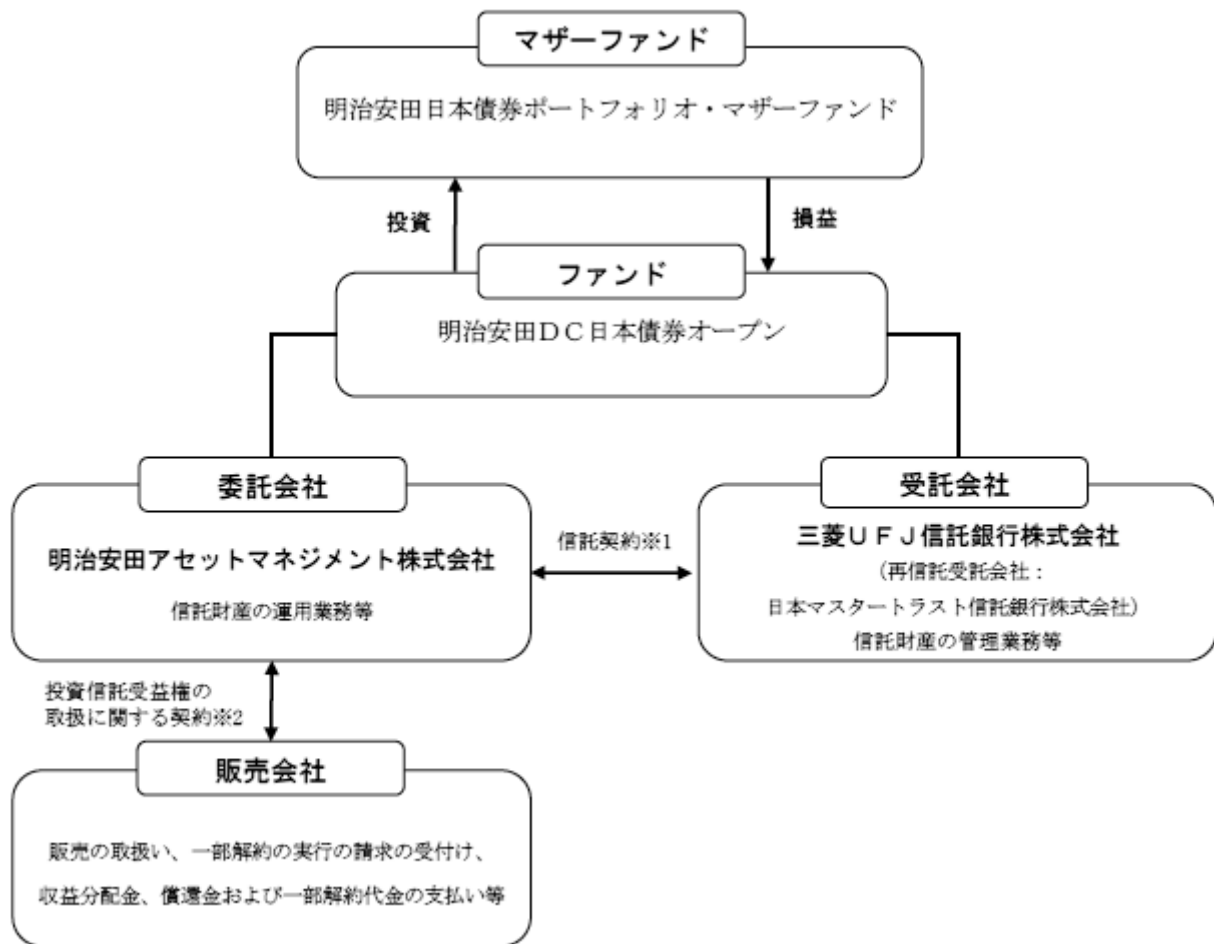 マザーファンド
明治安田日本債券ポートフォリオ・マザーファンド
投資
損益
ファンド
明治安田DC日本債券オープン
委託会社
明治安田アセットマネジメント株式会社
信託財産の運用業務等
信託契約※1
受託会社
三菱UFJ信託銀行株式会社
(再信託受託会社:
日本マスタートラスト信託銀行株式会社)
信託財産の管理業務等
投資信託受益権の
取扱に関する契約※2
販売会社
販売の取扱い、一部解約の実行の請求の受付け、
収益分配金、償還金および一部解約代金の支払い等